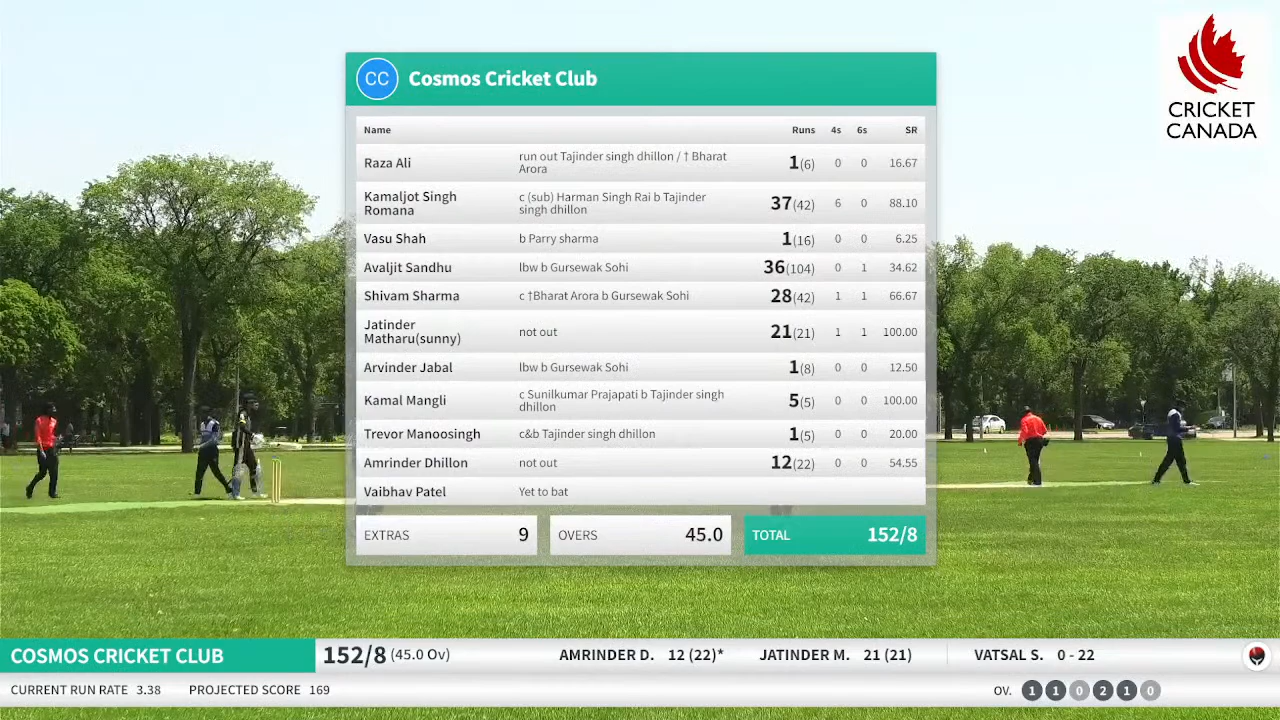 CRICKET
CANADA
CC Cosmos Cricket Club
Name Runs 4s 6s SR
Raza Ali run out Tajinder singh dhillon / † Bharat Arora 1(6) 0 0 16.67
Kamaljot Singh Romana c (sub) Harman Singh Rai b Tajinder singh dhillon 37(42) 6 0 88.10
Vasu Shah b Parry sharma 1(16) 0 0 6.25
Avaljit Sandhu lbw b Gursewak Sohi 36(104) 0 1 34.62
Shivam Sharma c †Bharat Arora b Gursewak Sohi 28(42) 1 1 66.67
Jatinder Matharu(sunny) not out 21(21) 1 1 100.00
Arvinder Jabal lbw b Gursewak Sohi 1(8) 0 0 12.50
Kamal Mangli c Sunilkumar Prajapati b Tajinder singh dhillon 5(5) 0 0 100.00
Trevor Manoosingh c&b Tajinder singh dhillon 1(5) 0 0 20.00
Amrinder Dhillon not out 12(22) 0 0 54.55
Vaibhav Patel Yet to bat
EXTRAS 9 OVERS 45.0 TOTAL 152/8
COSMOS CRICKET CLUB 152/8 (45.0 Ov) AMRINDER D. 12 (22)* JATINDER M. 21 (21) VATSAL S. 0 - 22
CURRENT RUN RATE 3.38 PROJECTED SCORE 169 OV. 1 1 0 2 1 0